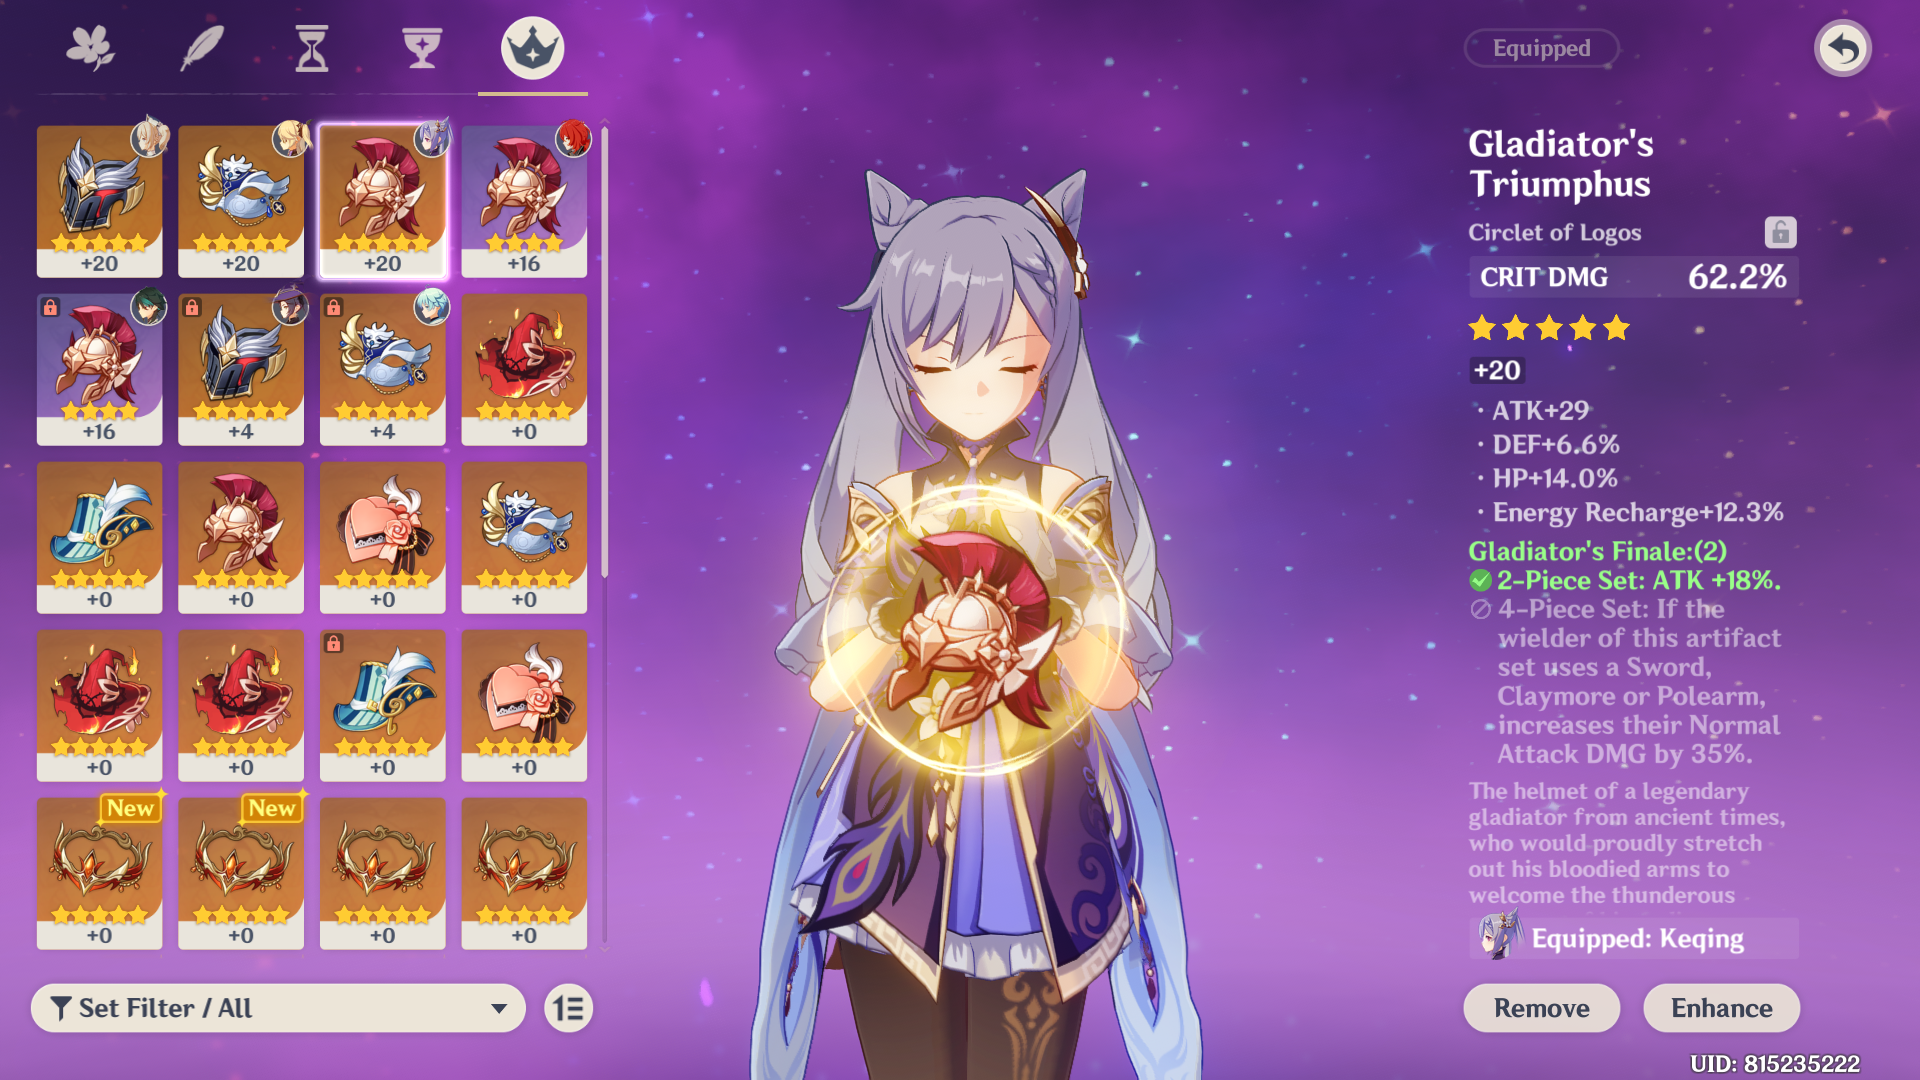 Equipped
Gladiator's
Triumphus
Circlet of Logos
CRIT DMG 62.2%
+20
· ATK+29
· DEF+6.6%
· HP+14.0%
· Energy Recharge+12.3%
Gladiator's Finale:(2)
2-Piece Set: ATK +18%.
4-Piece Set: If the
wielder of this artifact
set uses a Sword,
Claymore or Polearm,
increases their Normal
Attack DMG by 35%.
The helmet of a legendary
gladiator from ancient times,
who would proudly stretch
out his bloodied arms to
welcome the thunderous
Equipped: Keqing
Remove Enhance
UID: 815235222
+20 +20 +20 +16
+16 +4 +4 +0
+0 +0 +0 +0
+0 +0 +0 +0
New New
+0 +0 +0 +0
Set Filter / All